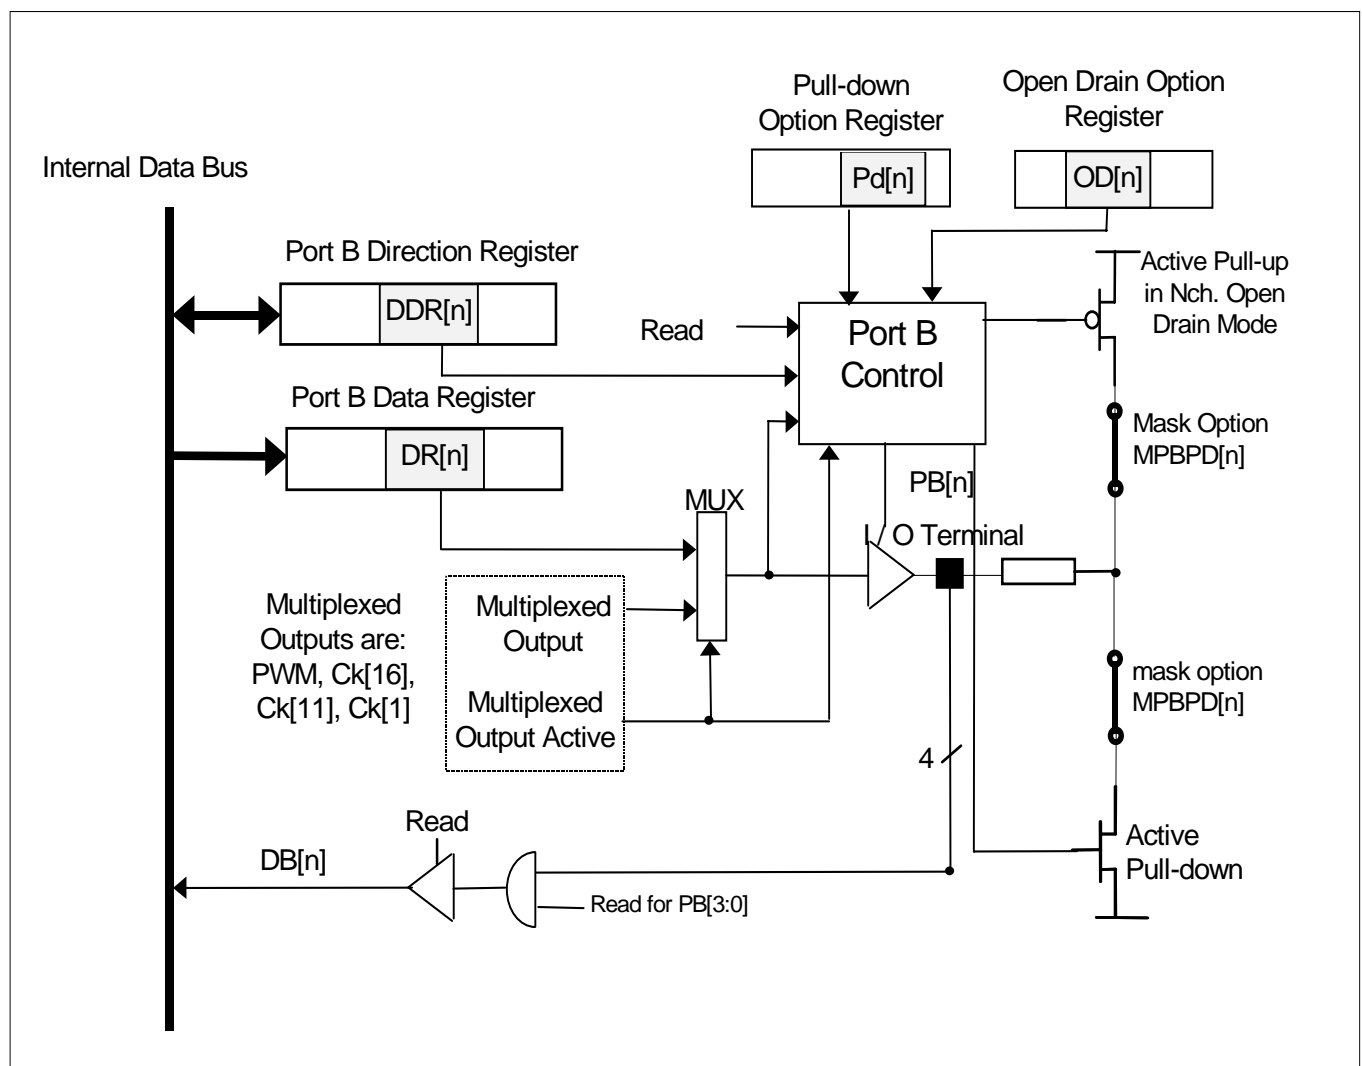 Pull-down
Option Register
Open Drain Option
Register
Internal Data Bus
Pd[n]
OD[n]
Port B Direction Register
DDR[n]
Active Pull-up
in Nch. Open
Drain Mode
Read
Port B
Control
Port B Data Register
DR[n]
Mask Option
MPBPD[n]
PB[n]
MUX
I/O Terminal
Multiplexed
Outputs are:
PWM, Ck[16],
Ck[11], Ck[1]
Multiplexed
Output
Multiplexed
Output Active
mask option
MPBPD[n]
4
Read
DB[n]
Active
Pull-down
Read for PB[3:0]